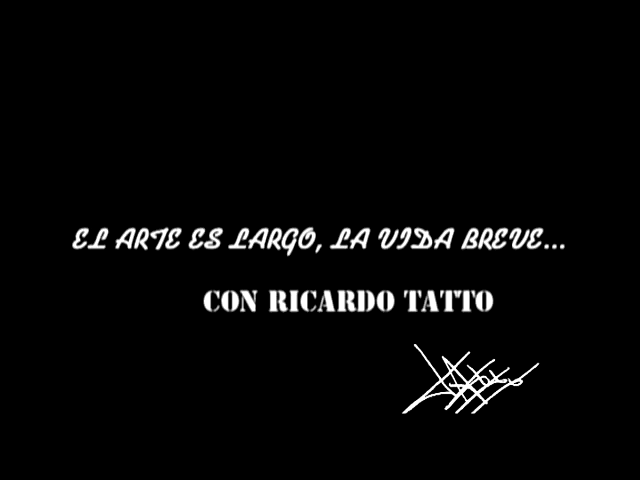 EL ARTE ES LARGO, LA VIDA BREVE...
CON RICARDO TATTO